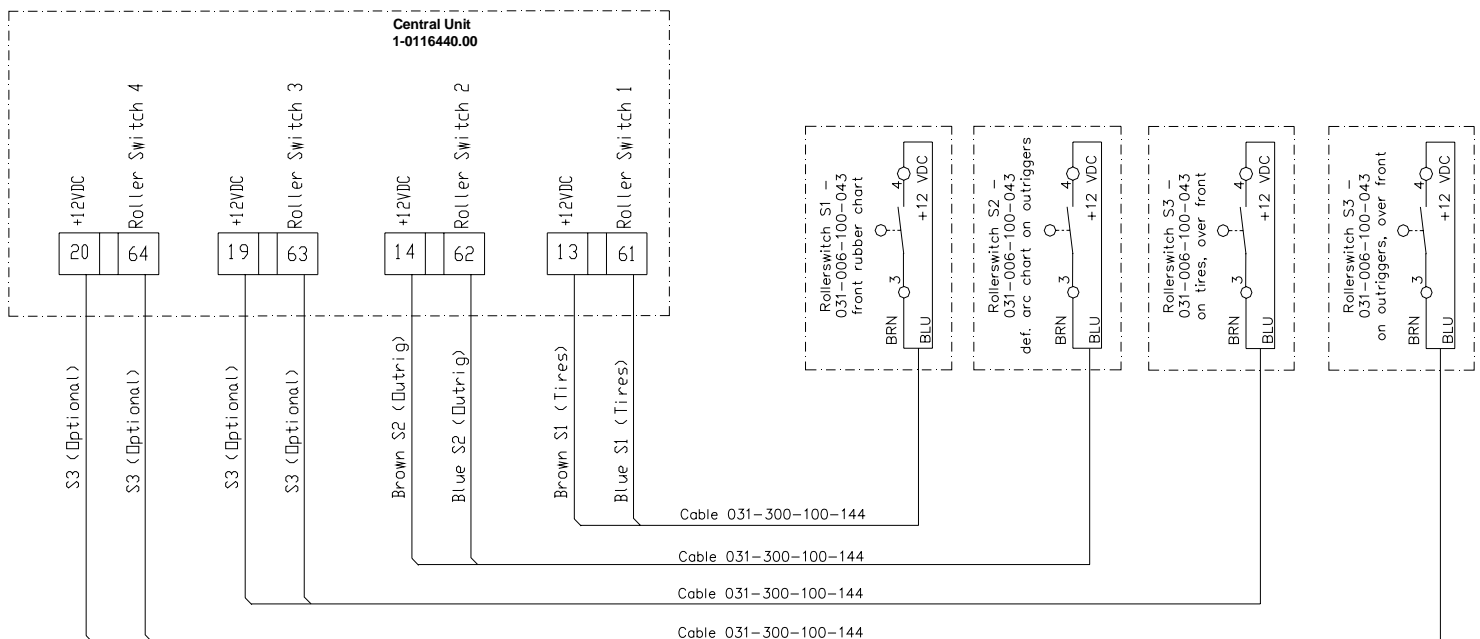 Central Unit
1-0116440.00
+12VDC
Roller Switch 4
+12VDC
Roller Switch 3
+12VDC
Roller Switch 2
+12VDC
Roller Switch 1
20
64
19
63
14
62
13
61
S3 (Optional)
S3 (Optional)
S3 (Optional)
S3 (Optional)
Brown S2 (Outrig)
Blue S2 (Outrig)
Brown S1 (Tires)
Blue S1 (Tires)
Rollerswitch S1 –
031-006-100-043
front rubber chart
BRN
3
4
+12 VDC
BLU
Rollerswitch S2 –
031-006-100-043
def. arc chart on outriggers
BRN
3
4
+12 VDC
BLU
Rollerswitch S3 –
031-006-100-043
on tires, over front
BRN
3
4
+12 VDC
BLU
Rollerswitch S3 –
031-006-100-043
on outriggers, over front
BRN
3
4
+12 VDC
BLU
Cable 031-300-100-144
Cable 031-300-100-144
Cable 031-300-100-144
Cable 031-300-100-144